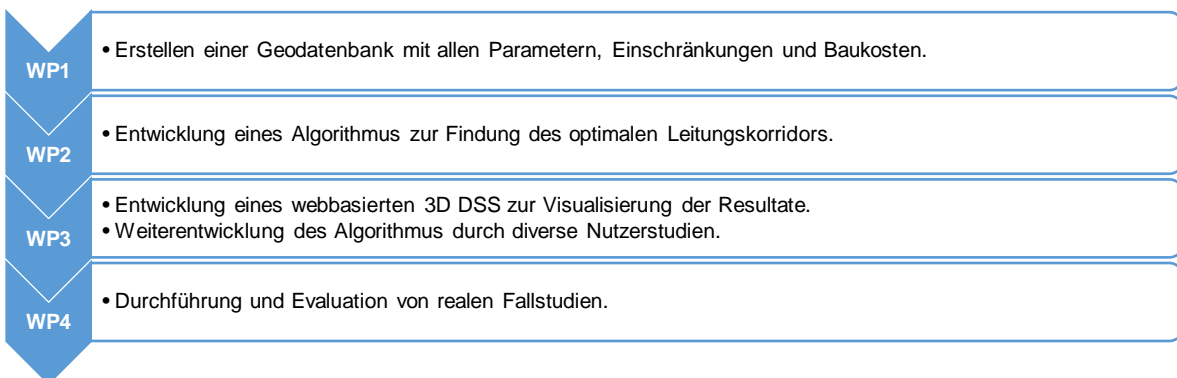 WP1
• Erstellen einer Geodatenbank mit allen Parametern, Einschränkungen und Baukosten.
WP2
• Entwicklung eines Algorithmus zur Findung des optimalen Leitungskorridors.
WP3
• Entwicklung eines webbasierten 3D DSS zur Visualisierung der Resultate.
• Weiterentwicklung des Algorithmus durch diverse Nutzerstudien.
WP4
• Durchführung und Evaluation von realen Fallstudien.